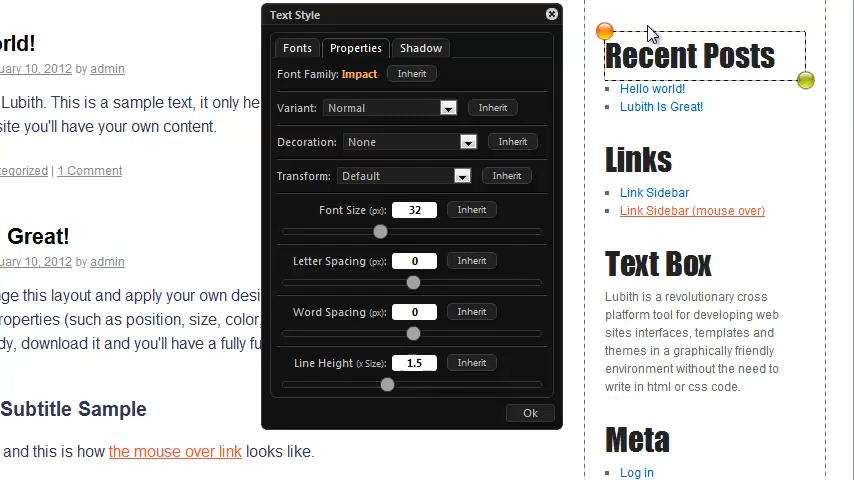 orld!
uary 10, 2012 by admin
Lubith. This is a sample text, it only he
site you'll have your own content.
tegorized | 1 Comment
Great!
uary 10, 2012 by admin
nge this layout and apply your own desi
roperties (such as position, size, color,
dy, download it and you'll have a fully fu
Subtitle Sample
and this is how the mouse over link looks like.
Text Style
Fonts Properties Shadow
Font Family: Impact Inherit
Variant: Normal Inherit
Decoration: None Inherit
Transform: Default Inherit
Font Size (px): 32 Inherit
Letter Spacing (px): 0 Inherit
Word Spacing (px): 0 Inherit
Line Height (x Size): 1.5 Inherit
Ok
Recent Posts
Hello world!
Lubith Is Great!
Links
Link Sidebar
Link Sidebar (mouse over)
Text Box
Lubith is a revolutionary cross
platform tool for developing web
sites interfaces, templates and
themes in a graphically friendly
environment without the need to
write in html or css code.
Meta
Log in